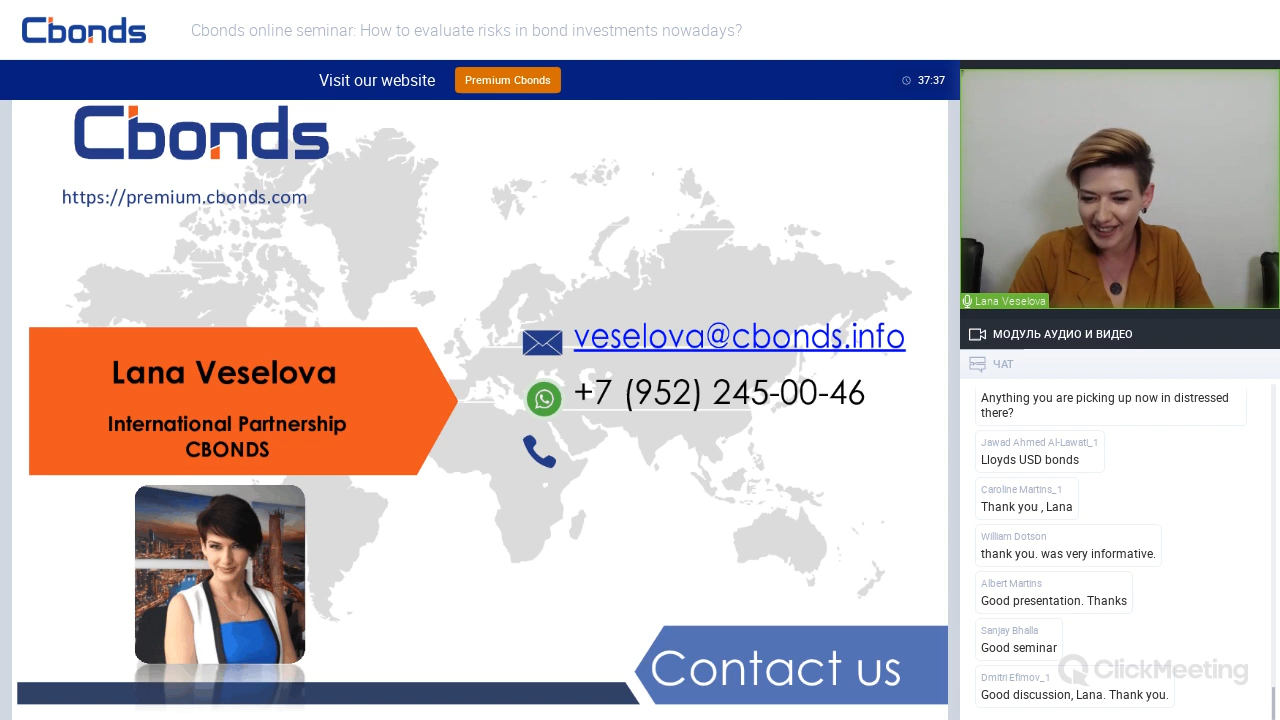 Cbonds
Cbonds online seminar: How to evaluate risks in bond investments nowadays?
Visit our website
Premium Cbonds
37:37
Cbonds
https://premium.cbonds.com
Lana Veselova
International Partnership
CBONDS
veselova@cbonds.info
+7 (952) 245-00-46
Contact us
Lana Veselova
МОДУЛЬ АУДИО И ВИДЕО
ЧАТ
Anything you are picking up now in distressed
there?
Jawad Ahmed Al-Lawati_1
Lloyds USD bonds
Caroline Martins_1
Thank you , Lana
William Dotson
thank you. was very informative.
Albert Martins
Good presentation. Thanks
Sanjay Bhalla
Good seminar
Dmitri Efimov_1
Good discussion, Lana. Thank you.
ClickMeeting